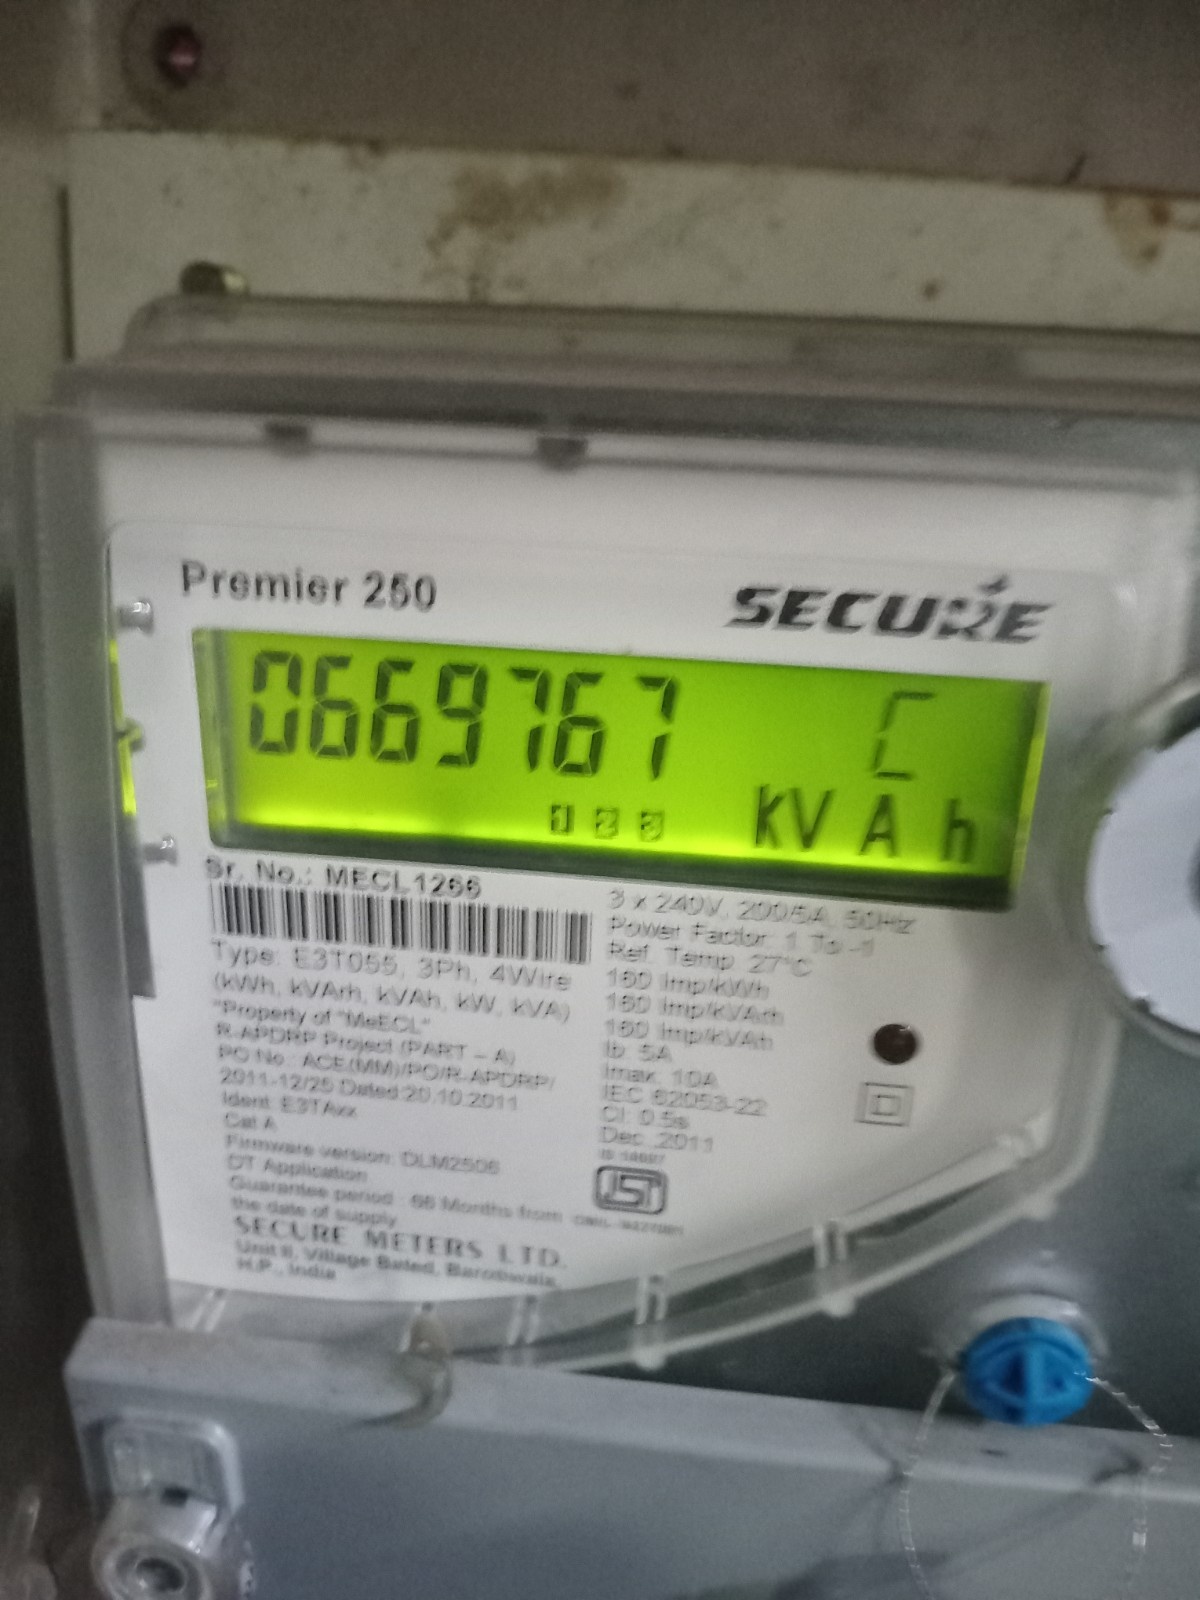 Premier 250
SECURE
0669767 C
1 2 3 kVAh
Sr. No.: MECL1266
Type: E3T055, 3Ph, 4Wire
(kWh, kVArh, kVAh, kW, kVA)
"Property of "MeECL"
R-APDRP Project (PART – A)
PO No: ACE(MM)/PO/R-APDRP/
2011-12/26 Dated:20.10.2011
Ident: E3TAxx
Cat A
Firmware version: DLM2506
DT Application
Guarantee period 66 Months from
the date of supply
SECURE METERS LTD.
Unit II, Village Bated, Barotiwala
H.P., India
3 x 240V, 200/5A, 50Hz
Power Factor: 1 To -1
Ref. Temp 27°C
160 Imp/kWh
160 Imp/kVArh
160 Imp/kVAh
Ib: 5A
Imax: 10A
IEC 62053-22
Cl: 0.5s
Dec .2011
IS 14697
ISI